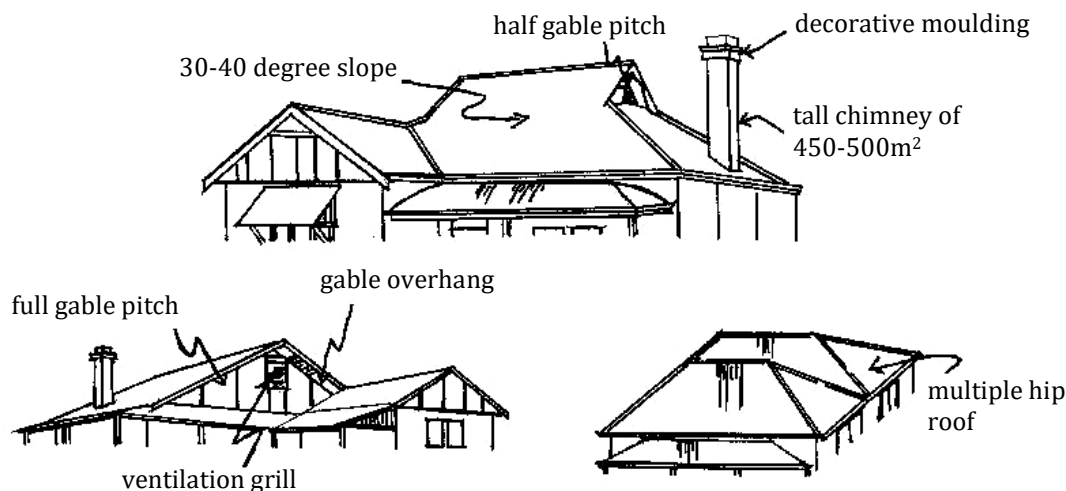 half gable pitch
decorative moulding
30-40 degree slope
tall chimney of
450-500m²
gable overhang
full gable pitch
multiple hip
roof
ventilation grill